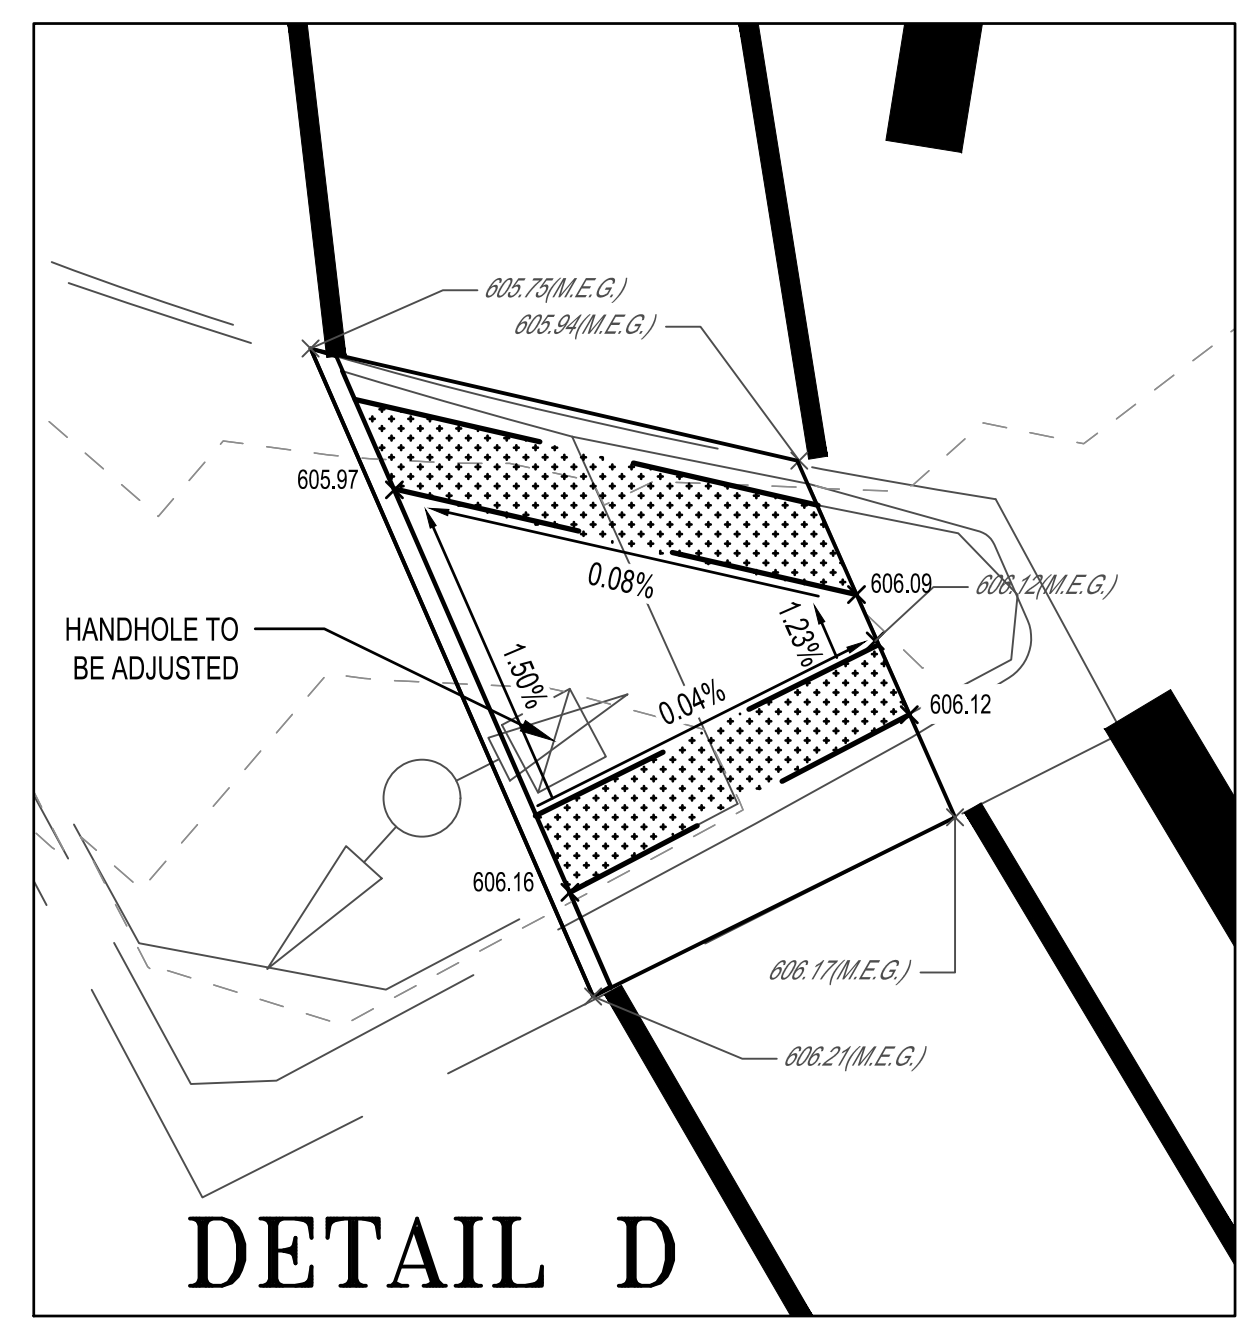 605.75(M.E.G.)
605.94(M.E.G.)
605.97
0.08%
606.09
606.12(M.E.G.)
HANDHOLE TO
BE ADJUSTED
1.50%
1.23%
0.04%
606.12
606.16
606.17(M.E.G.)
606.21(M.E.G.)
DETAIL D